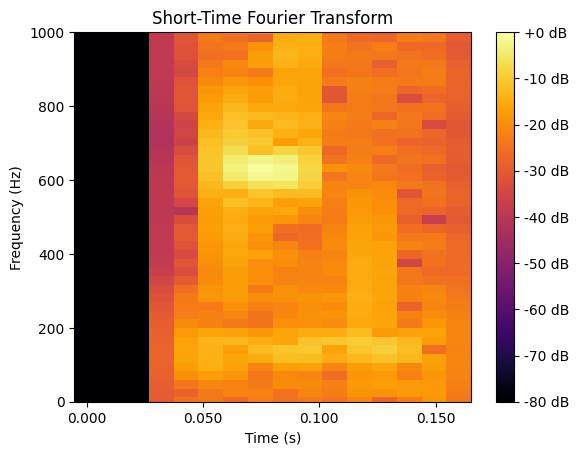 Short-Time Fourier Transform
Frequency (Hz)
1000
800
600
400
200
0
0.000
0.050
0.100
0.150
Time (s)
+0 dB
-10 dB
-20 dB
-30 dB
-40 dB
-50 dB
-60 dB
-70 dB
-80 dB